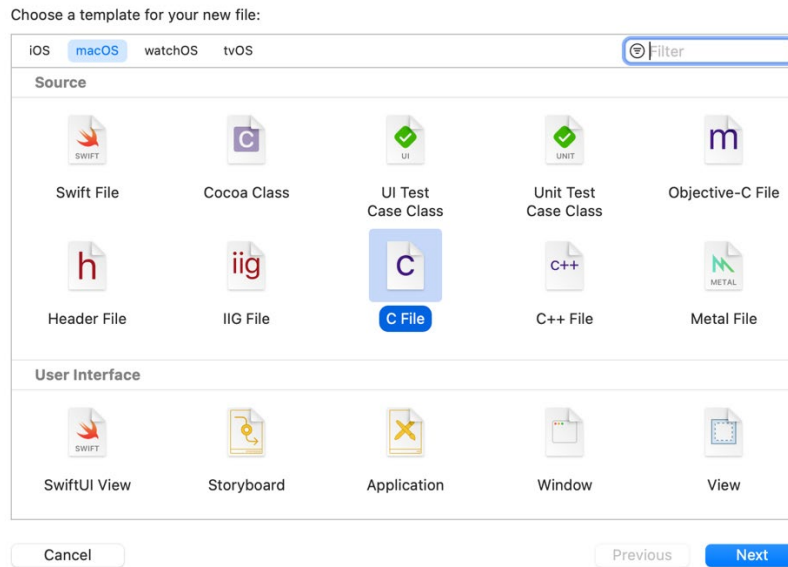 Choose a template for your new file:
iOS macOS watchOS tvOS Filter
Source
SWIFT UI UNIT m
C
Swift File Cocoa Class UI Test Case Class Unit Test Case Class Objective-C File
h iig C C++ METAL
Header File IIG File C File C++ File Metal File
User Interface
SWIFT
SwiftUI View Storyboard Application Window View
Cancel Previous Next